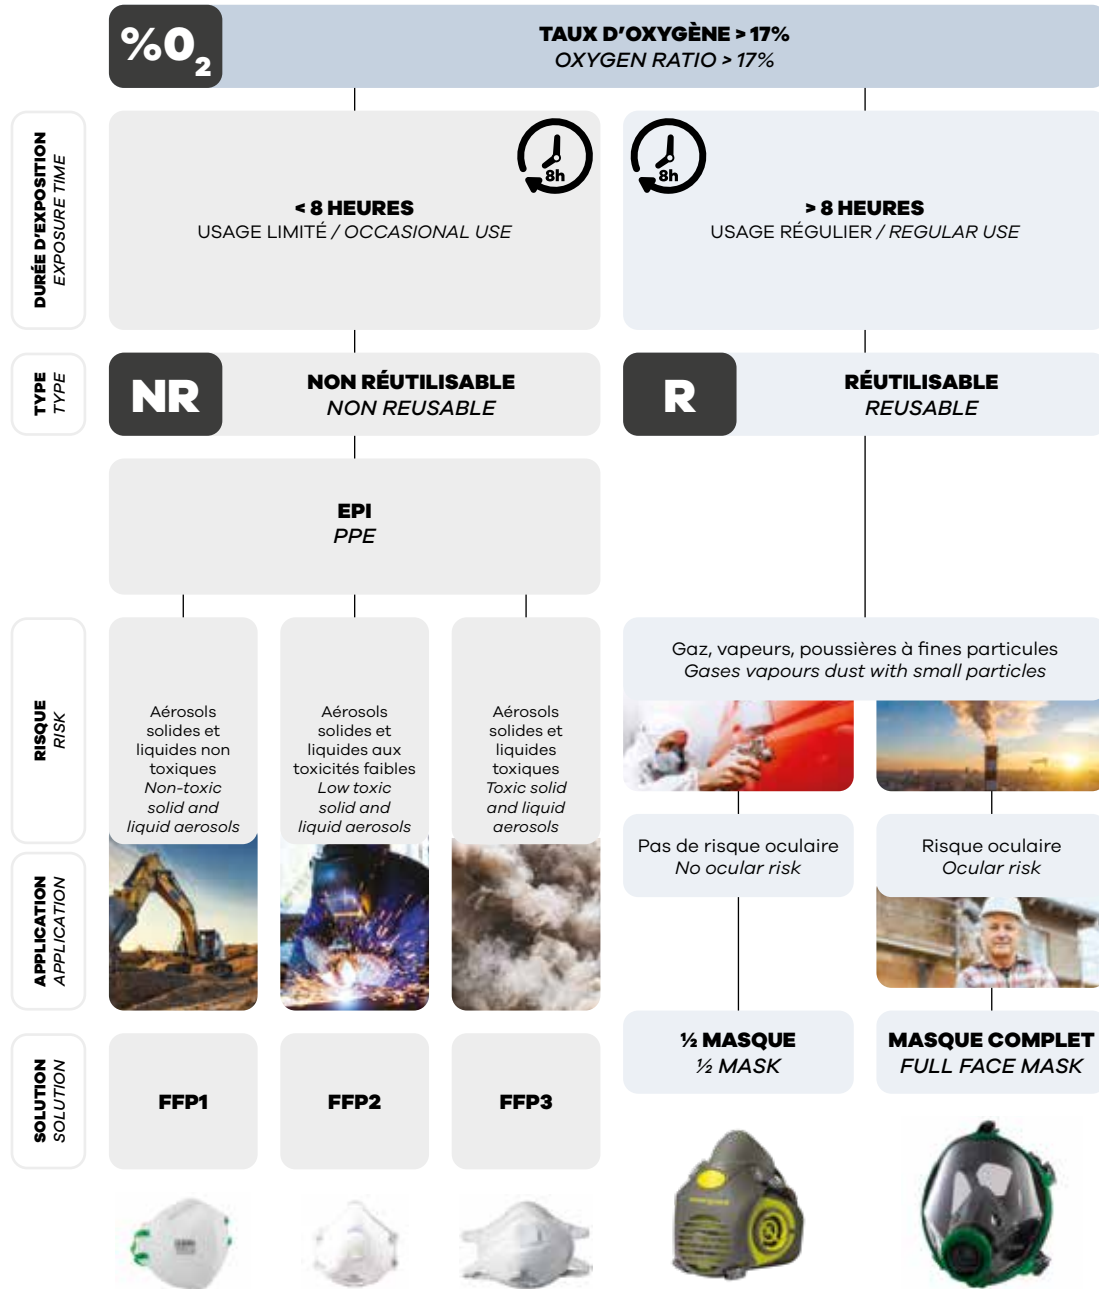 %O2
TAUX D'OXYGÈNE > 17%
OXYGEN RATIO > 17%
DURÉE D'EXPOSITION
EXPOSURE TIME
8h
< 8 HEURES
USAGE LIMITÉ / OCCASIONAL USE
8h
> 8 HEURES
USAGE RÉGULIER / REGULAR USE
TYPE
TYPE
NR
NON RÉUTILISABLE
NON REUSABLE
R
RÉUTILISABLE
REUSABLE
EPI
PPE
RISQUE
RISK
Aérosols
solides et
liquides non
toxiques
Non-toxic
solid and
liquid aerosols
Aérosols
solides et
liquides aux
toxicités faibles
Low toxic
solid and
liquid aerosols
Aérosols
solides et
liquides
toxiques
Toxic solid
and liquid
aerosols
Gaz, vapeurs, poussières à fines particules
Gases vapours dust with small particles
Pas de risque oculaire
No ocular risk
Risque oculaire
Ocular risk
APPLICATION
APPLICATION
SOLUTION
SOLUTION
FFP1
FFP2
FFP3
½ MASQUE
½ MASK
MASQUE COMPLET
FULL FACE MASK